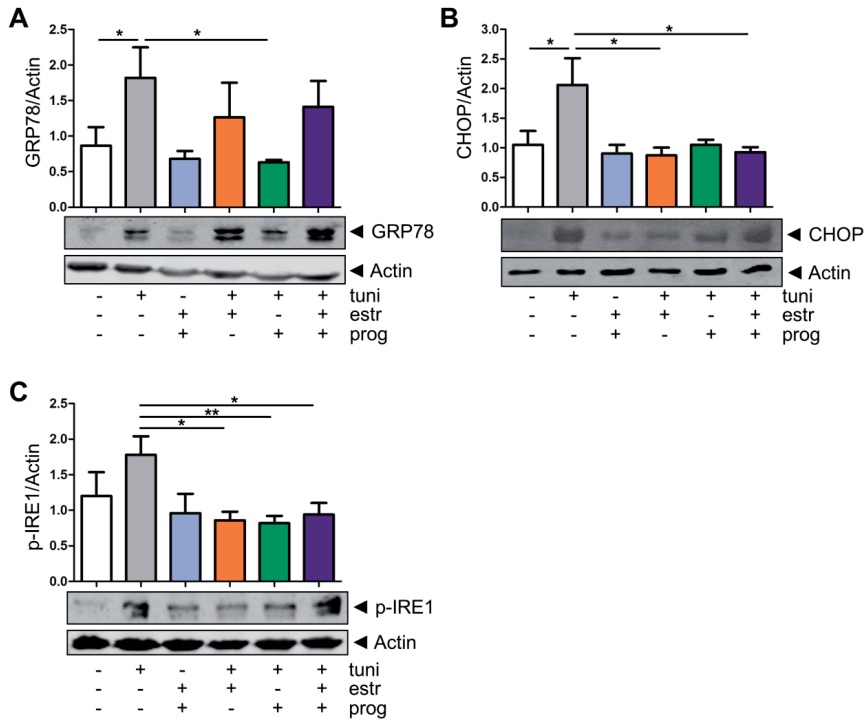 A
GRP78/Actin
2.5
2.0
1.5
1.0
0.5
0.0
* *
◄ GRP78
◄ Actin
- + - + + + tuni
- - + + - + estr
- - + - + + prog
B
CHOP/Actin
3.0
2.5
2.0
1.5
1.0
0.5
0.0
*
* *
◄ CHOP
◄ Actin
- + - + + + tuni
- - + + - + estr
- - + - + + prog
C
p-IRE1/Actin
2.5
2.0
1.5
1.0
0.5
0.0
*
**
*
◄ p-IRE1
◄ Actin
- + - + + + tuni
- - + + - + estr
- - + - + + prog